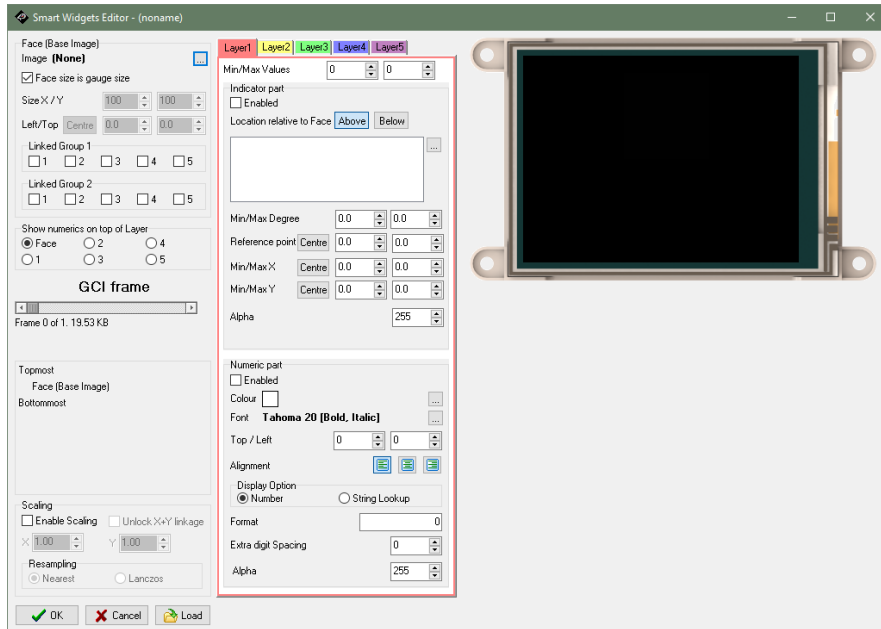 Smart Widgets Editor - (noname)
Face (Base Image)
Image (None)
...
Face size is gauge size
Size X / Y 100 100
Left/Top Centre 0.0 0.0
Linked Group 1
1 2 3 4 5
Linked Group 2
1 2 3 4 5
Show numerics on top of Layer
Face 2 4
1 3 5
GCI frame
Frame 0 of 1. 19.53 KB
Topmost
Face (Base Image)
Bottommost
Scaling
Enable Scaling Unlock X+Y linkage
X 1.00 Y 1.00
Resampling
Nearest Lanczos
OK Cancel Load
Layer1 Layer2 Layer3 Layer4 Layer5
Min/Max Values 0 0
Indicator part
Enabled
Location relative to Face Above Below
...
Min/Max Degree 0.0 0.0
Reference point Centre 0.0 0.0
Min/Max X Centre 0.0 0.0
Min/Max Y Centre 0.0 0.0
Alpha 255
Numeric part
Enabled
Colour ...
Font Tahoma 20 [Bold, Italic] ...
Top / Left 0 0
Alignment
Display Option
Number String Lookup
Format 0
Extra digit Spacing 0
Alpha 255